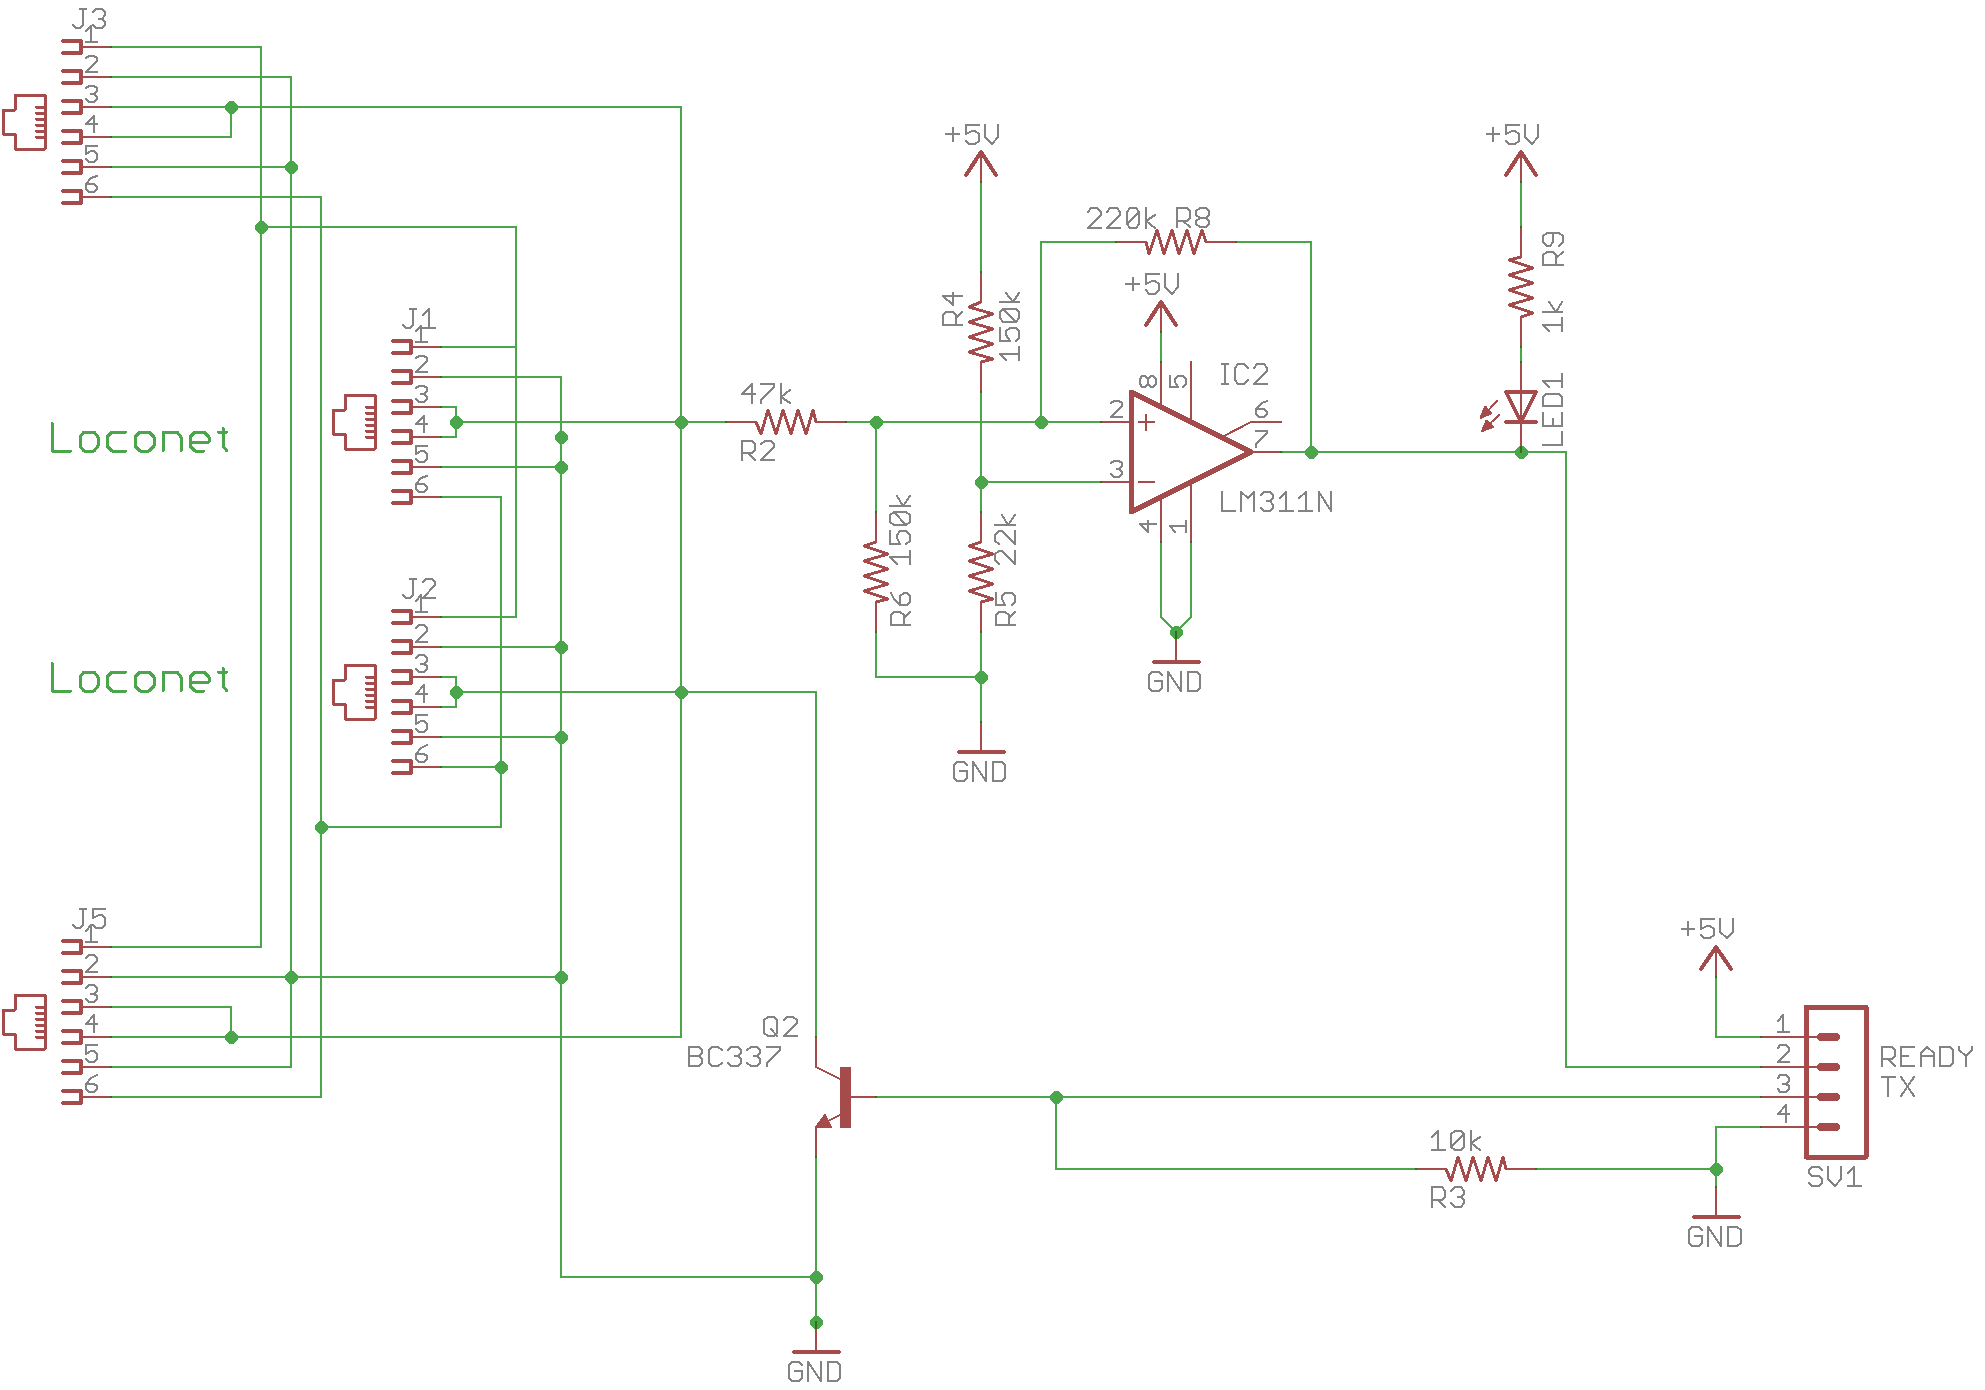 J3
1
2
3
4
5
6
+5V
+5V
220k R8
R9
1k
+5V
R4
150k
J1
1
2
3
4
5
6
8
5
IC2
LED1
47k
R2
2
6
7
3
4
1
LM311N
Loconet
150k
R6
22k
R5
J2
1
2
3
4
5
6
Loconet
GND
GND
J5
1
2
3
4
5
6
+5V
Q2
BC337
1
2
3
4
READY
TX
10k
R3
SV1
GND
GND